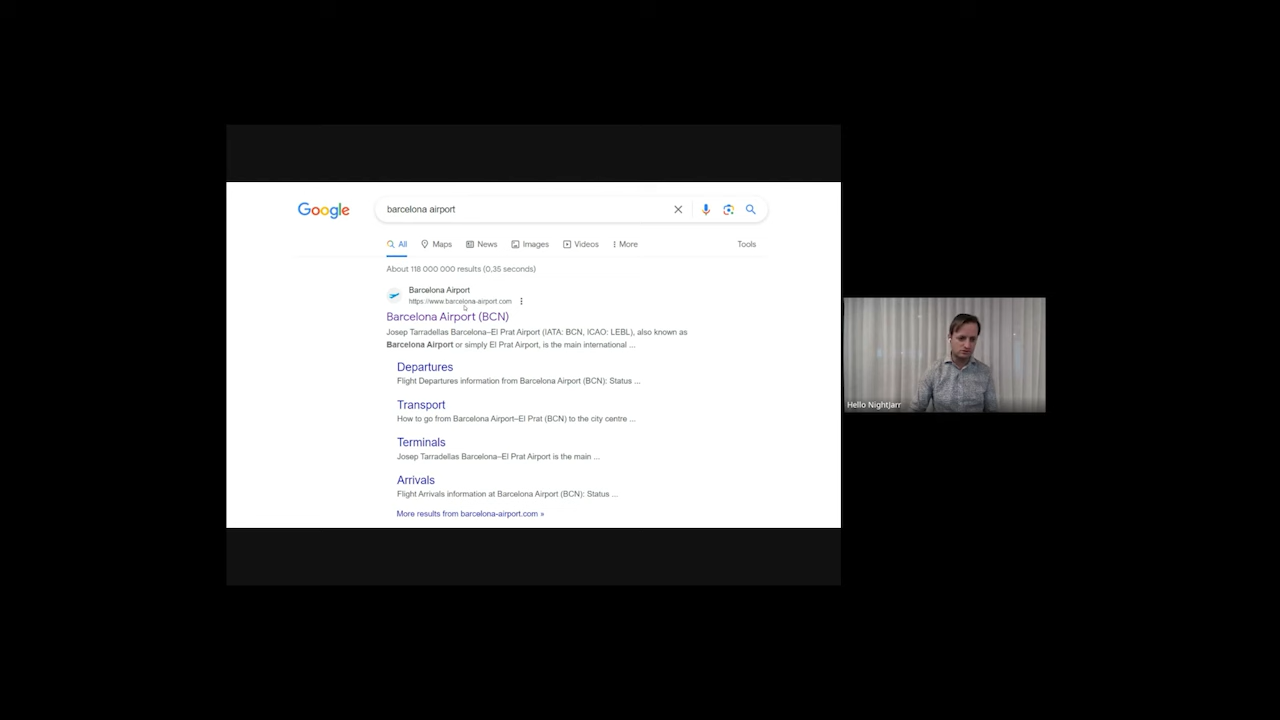 Google
barcelona airport
All Maps News Images Videos More Tools
About 118 000 000 results (0,35 seconds)
Barcelona Airport
https://www.barcelona-airport.com
Barcelona Airport (BCN)
Josep Tarradellas Barcelona–El Prat Airport (IATA: BCN, ICAO: LEBL), also known as
Barcelona Airport or simply El Prat Airport, is the main international ...
Departures
Flight Departures information from Barcelona Airport (BCN): Status ...
Transport
How to go from Barcelona Airport–El Prat (BCN) to the city centre ...
Terminals
Josep Tarradellas Barcelona–El Prat Airport is the main ...
Arrivals
Flight Arrivals information at Barcelona Airport (BCN): Status ...
More results from barcelona-airport.com »
Hello NightJarr